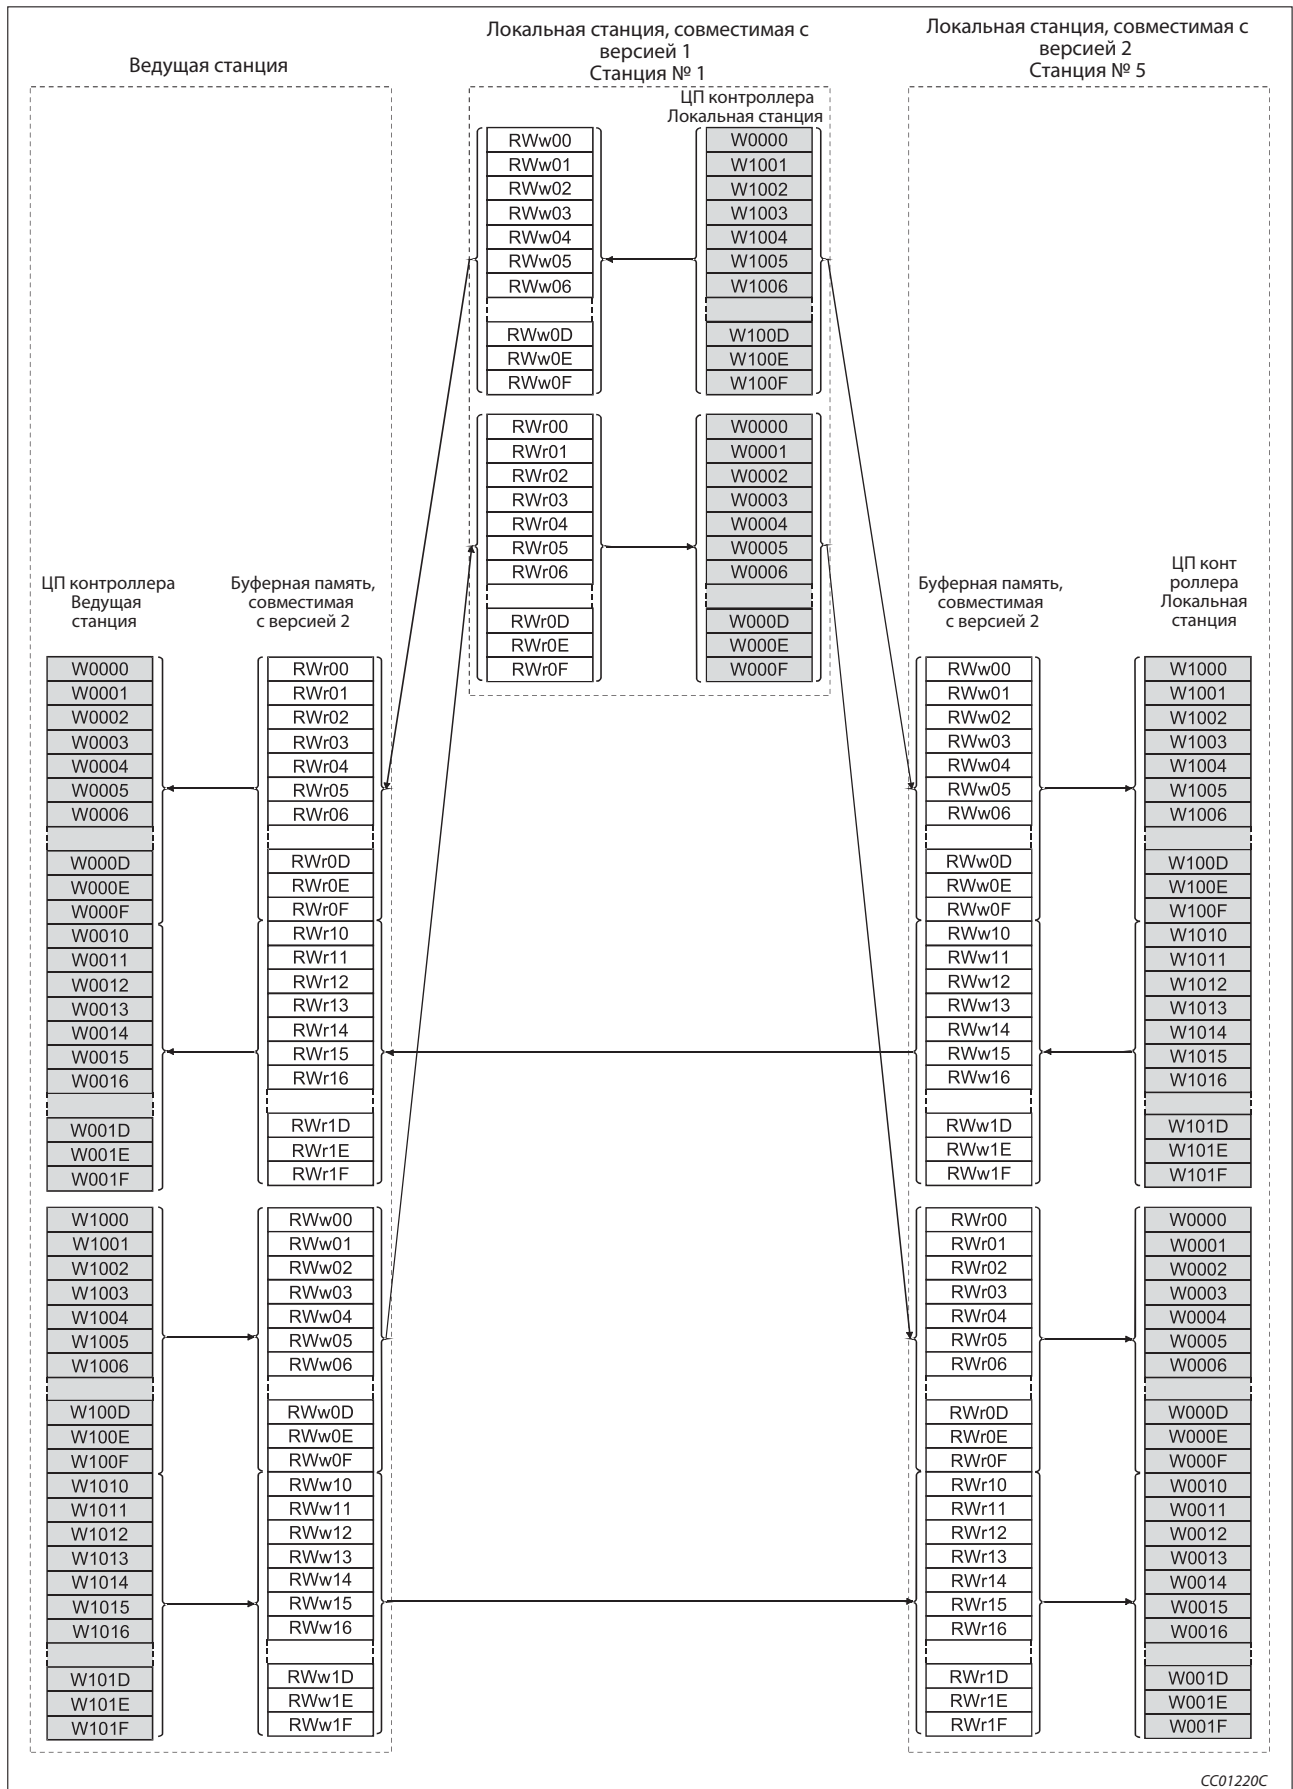 Ведущая станция
Локальная станция, совместимая с
версией 1
Станция № 1
Локальная станция, совместимая с
версией 2
Станция № 5
ЦП контроллера
Локальная станция
RWw00
RWw01
RWw02
RWw03
RWw04
RWw05
RWw06
RWw0D
RWw0E
RWw0F
W0000
W1001
W1002
W1003
W1004
W1005
W1006
W100D
W100E
W100F
RWr00
RWr01
RWr02
RWr03
RWr04
RWr05
RWr06
RWr0D
RWr0E
RWr0F
W0000
W0001
W0002
W0003
W0004
W0005
W0006
W000D
W000E
W000F
ЦП контроллера
Ведущая
станция
Буферная память,
совместимая
с версией 2
W0000
W0001
W0002
W0003
W0004
W0005
W0006
W000D
W000E
W000F
W0010
W0011
W0012
W0013
W0014
W0015
W0016
W001D
W001E
W001F
RWr00
RWr01
RWr02
RWr03
RWr04
RWr05
RWr06
RWr0D
RWr0E
RWr0F
RWr10
RWr11
RWr12
RWr13
RWr14
RWr15
RWr16
RWr1D
RWr1E
RWr1F
W1000
W1001
W1002
W1003
W1004
W1005
W1006
W100D
W100E
W100F
W1010
W1011
W1012
W1013
W1014
W1015
W1016
W101D
W101E
W101F
RWw00
RWw01
RWw02
RWw03
RWw04
RWw05
RWw06
RWw0D
RWw0E
RWw0F
RWw10
RWw11
RWw12
RWw13
RWw14
RWw15
RWw16
RWw1D
RWw1E
RWw1F
Буферная память,
совместимая
с версией 2
ЦП конт
роллера
Локальная
станция
RWw00
RWw01
RWw02
RWw03
RWw04
RWw05
RWw06
RWw0D
RWw0E
RWw0F
RWw10
RWw11
RWw12
RWw13
RWw14
RWw15
RWw16
RWw1D
RWw1E
RWw1F
W1000
W1001
W1002
W1003
W1004
W1005
W1006
W100D
W100E
W100F
W1010
W1011
W1012
W1013
W1014
W1015
W1016
W101D
W101E
W101F
RWr00
RWr01
RWr02
RWr03
RWr04
RWr05
RWr06
RWr0D
RWr0E
RWr0F
RWr10
RWr11
RWr12
RWr13
RWr14
RWr15
RWr16
RWr1D
RWr1E
RWr1F
W0000
W0001
W0002
W0003
W0004
W0005
W0006
W000D
W000E
W000F
W0010
W0011
W0012
W0013
W0014
W0015
W0016
W001D
W001E
W001F
CC01220C